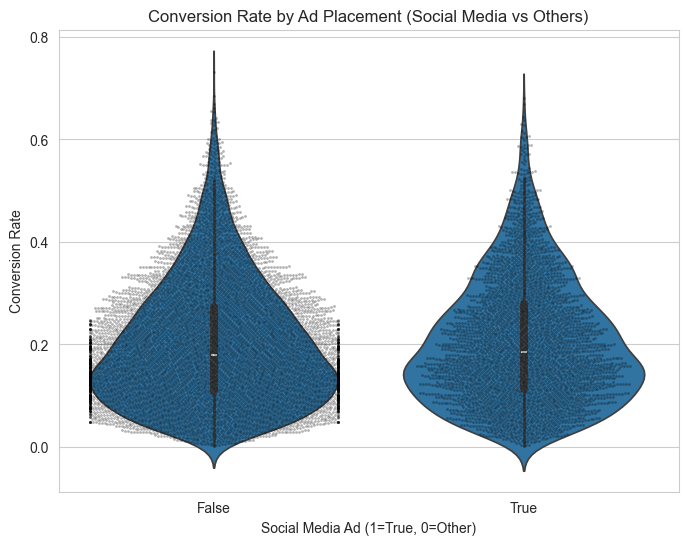 Conversion Rate by Ad Placement (Social Media vs Others)
Conversion Rate
0.8
0.6
0.4
0.2
0.0
False
True
Social Media Ad (1=True, 0=Other)